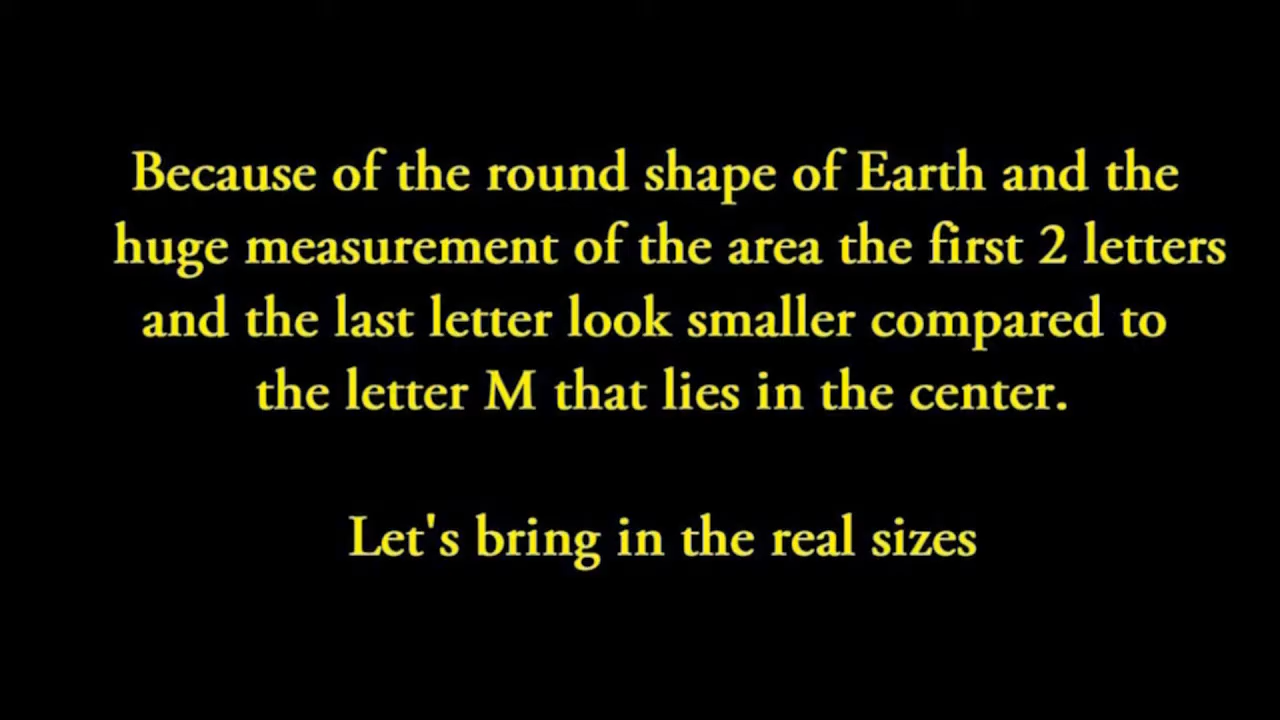 Because of the round shape of Earth and the
huge measurement of the area the first 2 letters
and the last letter look smaller compared to
the letter M that lies in the center.
Let's bring in the real sizes